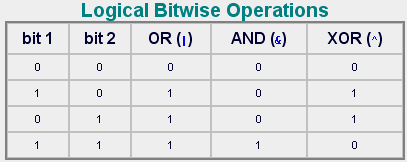 Logical Bitwise Operations
bit 1 bit 2 OR (|) AND (&) XOR (^)
0 0 0 0 0
1 0 1 0 1
0 1 1 0 1
1 1 1 1 0